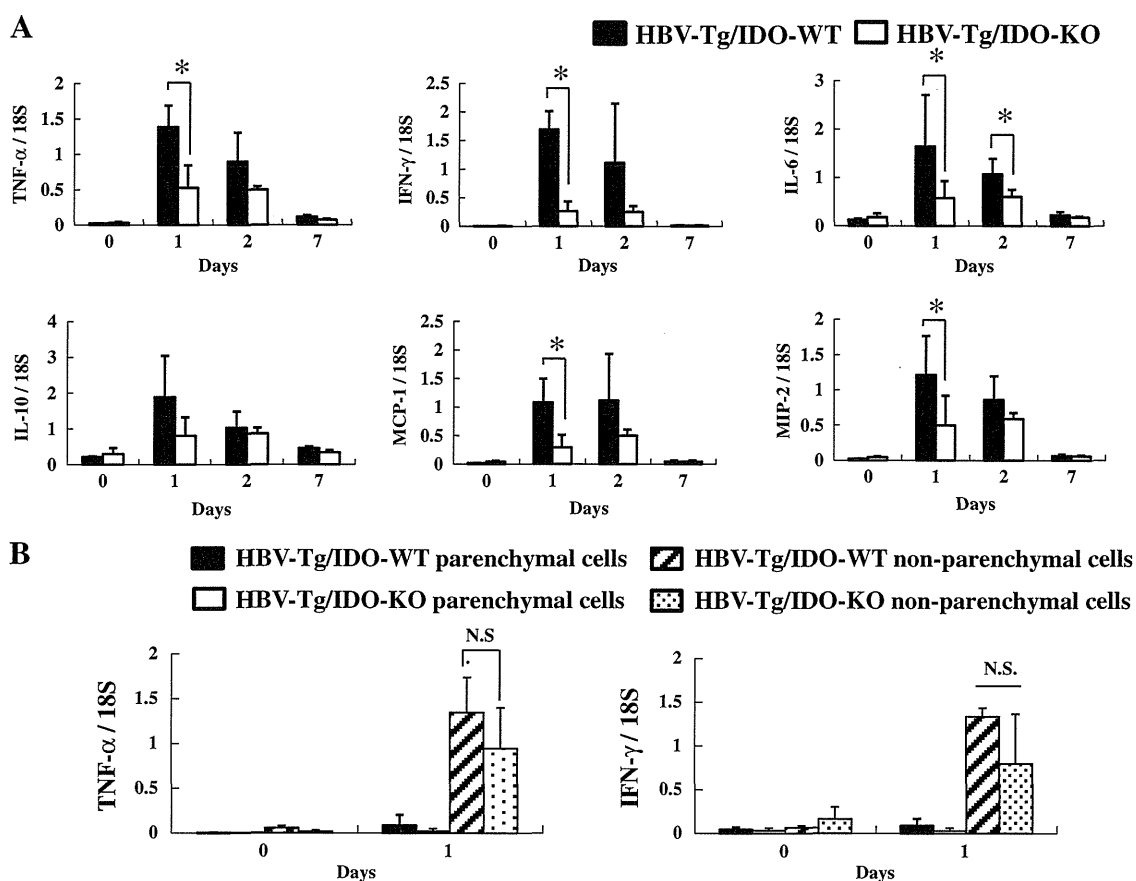 A
HBV-Tg/IDO-WT HBV-Tg/IDO-KO
TNF-α / 18S
2
1.5
1
0.5
0
*
0 1 2 7
Days
IFN-γ / 18S
2
1.5
1
0.5
0
*
0 1 2 7
Days
IL-6 / 18S
3
2
1
0
*
*
0 1 2 7
Days
IL-10 / 18S
4
3
2
1
0
0 1 2 7
Days
MCP-1 / 18S
2.5
2
1.5
1
0.5
0
*
0 1 2 7
Days
MIP-2 / 18S
2
1.5
1
0.5
0
*
0 1 2 7
Days
B
HBV-Tg/IDO-WT parenchymal cells HBV-Tg/IDO-WT non-parenchymal cells
HBV-Tg/IDO-KO parenchymal cells HBV-Tg/IDO-KO non-parenchymal cells
TNF-α / 18S
2
1.5
1
0.5
0
N.S
0 1
Days
IFN-γ / 18S
2
1.5
1
0.5
0
N.S.
0 1
Days